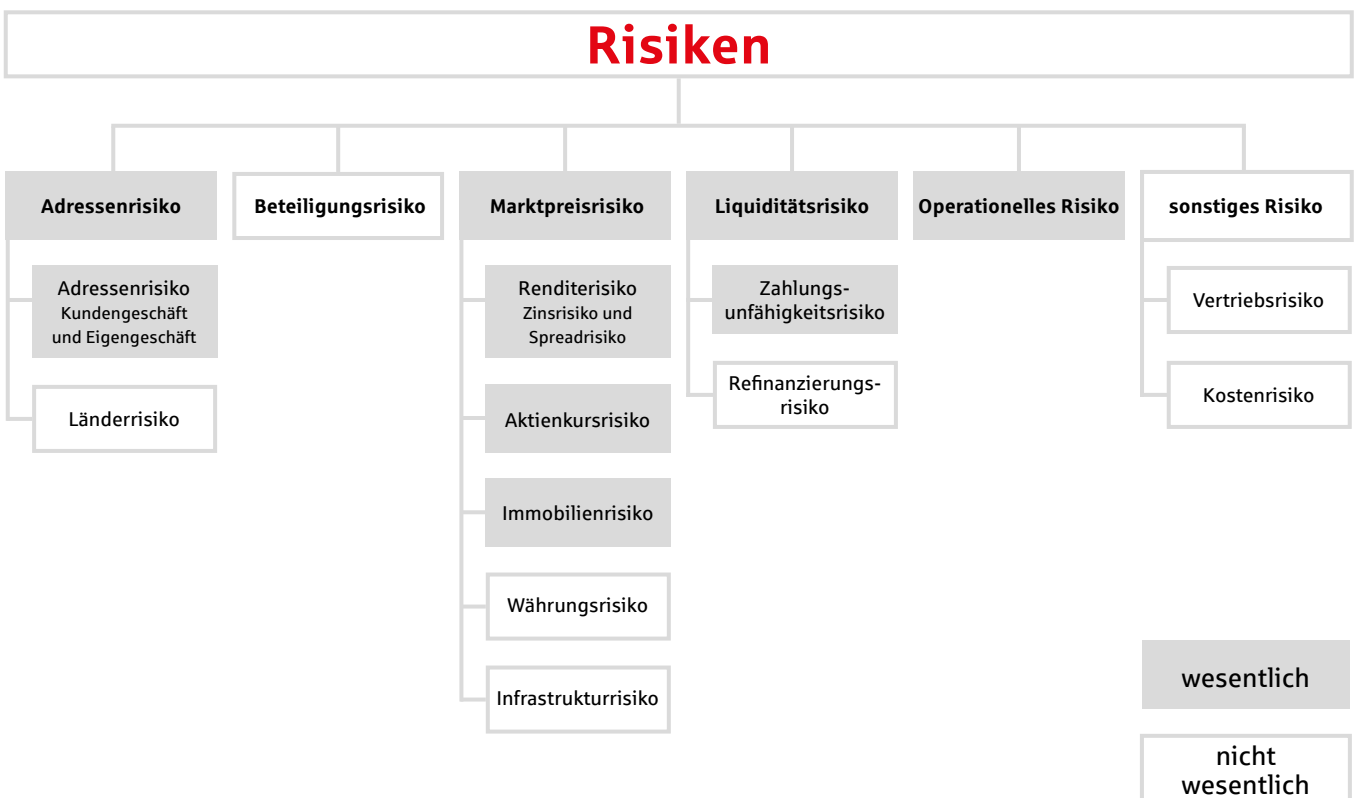 Risiken
Adressenrisiko
Beteiligungsrisiko
Marktpreisrisiko
Liquiditätsrisiko
Operationelles Risiko
sonstiges Risiko
Adressenrisiko
Kundengeschäft
und Eigengeschäft
Länderrisiko
Renditerisiko
Zinsrisiko und
Spreadrisiko
Aktienkursrisiko
Immobilienrisiko
Währungsrisiko
Infrastrukturrisiko
Zahlungs-
unfähigkeitsrisiko
Refinanzierungs-
risiko
Vertriebsrisiko
Kostenrisiko
wesentlich
nicht
wesentlich